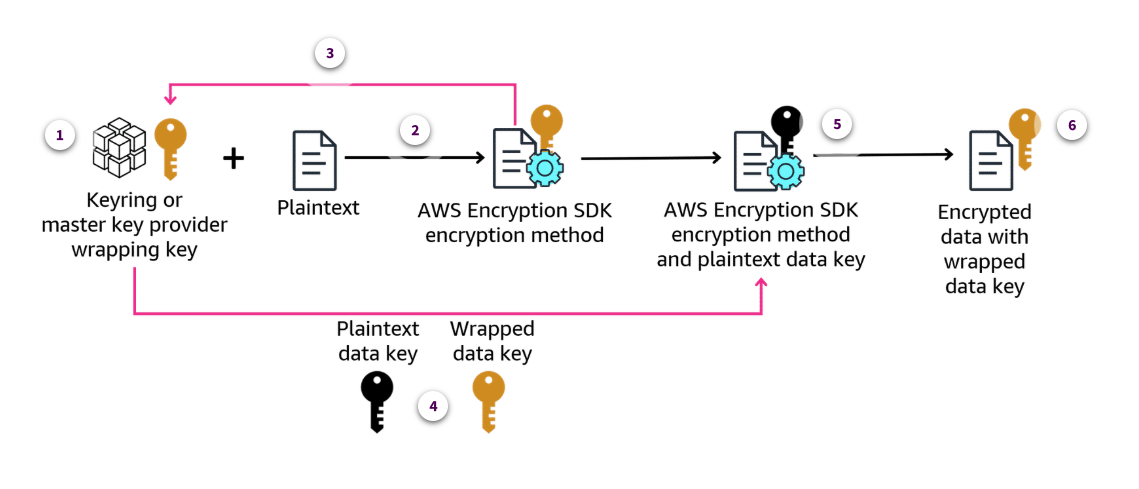 3
1
2
5
6
Keyring or
master key provider
wrapping key
+
Plaintext
AWS Encryption SDK
encryption method
AWS Encryption SDK
encryption method
and plaintext data key
Encrypted
data with
wrapped
data key
Plaintext
data key
Wrapped
data key
4